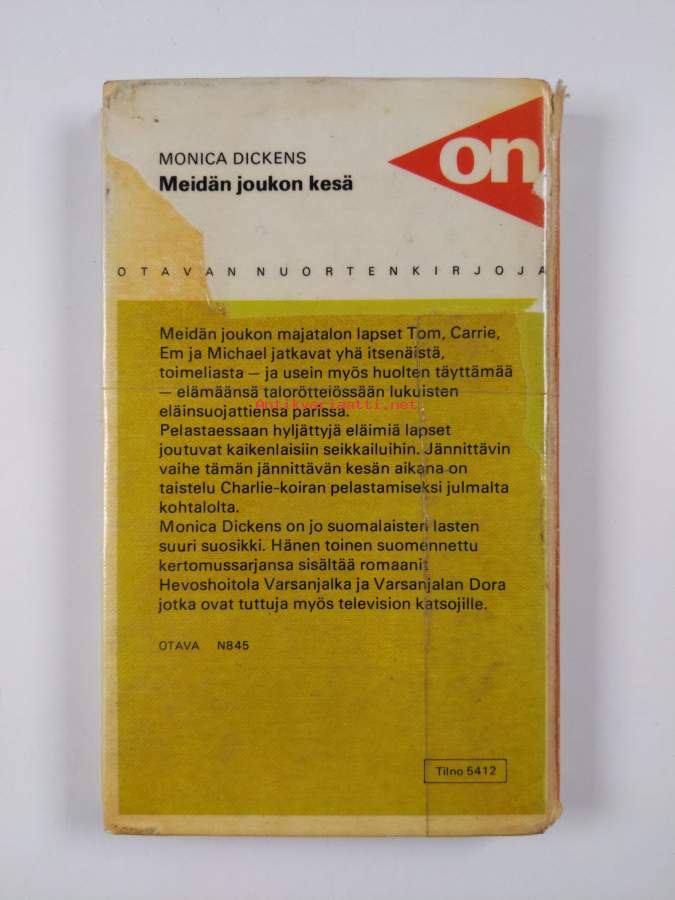 on
MONICA DICKENS
Meidän joukon kesä
OTAVAN NUORTENKIRJOJA
Meidän joukon majatalon lapset Tom, Carrie,
Em ja Michael jatkavat yhä itsenäistä,
toimeliasta — ja usein myös huolten täyttämää
— elämäänsä talorötteiössään lukuisten
Antikvariaatti.net
eläinsuojattiensa parissa.
Pelastaessaan hyljättyjä eläimiä lapset
joutuvat kaikenlaisiin seikkailuihin. Jännittävin
vaihe tämän jännittävän kesän aikana on
taistelu Charlie-koiran pelastamiseksi julmalta
kohtalolta.
Monica Dickens on jo suomalaisten lasten
suuri suosikki. Hänen toinen suomennettu
kertomussarjansa sisältää romaanit
Hevoshoitola Varsanjalka ja Varsanjalan Dora
jotka ovat tuttuja myös television katsojille.
OTAVA N845
Tilno 5412